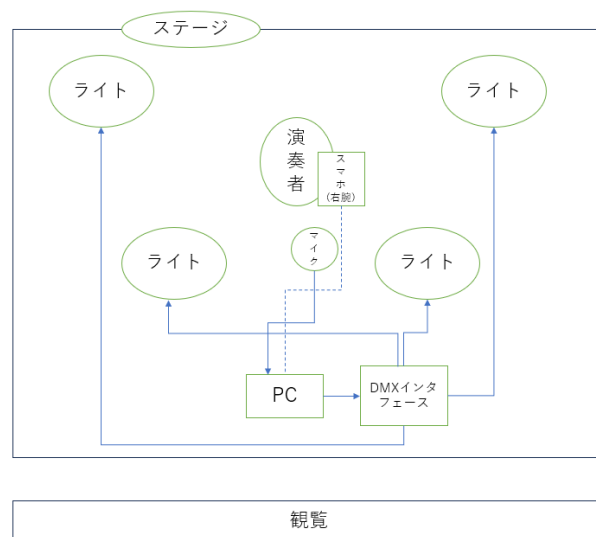 ステージ
ライト
ライト
演奏者
スマホ
(右腕)
マイク
ライト
ライト
PC
DMXインタ
フェース
観覧